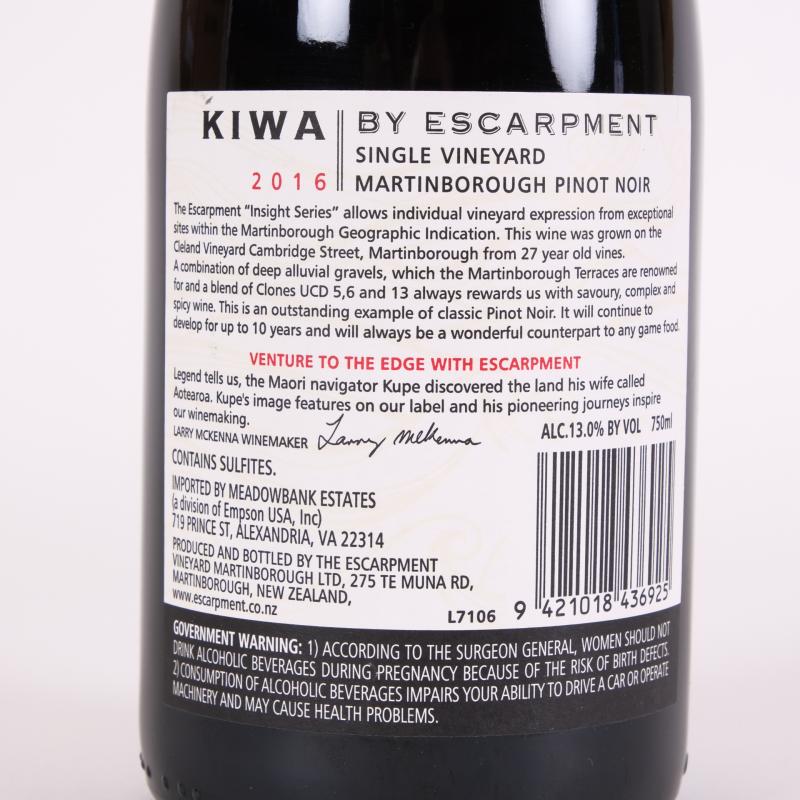 KIWA
2016
BY ESCARPMENT
SINGLE VINEYARD
MARTINBOROUGH PINOT NOIR
The Escarpment "Insight Series" allows individual vineyard expression from exceptional
sites within the Martinborough Geographic Indication. This wine was grown on the
Cleland Vineyard Cambridge Street, Martinborough from 27 year old vines.
A combination of deep alluvial gravels, which the Martinborough Terraces are renowned
for and a blend of Clones UCD 5,6 and 13 always rewards us with savoury, complex and
spicy wine. This is an outstanding example of classic Pinot Noir. It will continue to
develop for up to 10 years and will always be a wonderful counterpart to any game food.
VENTURE TO THE EDGE WITH ESCARPMENT
Legend tells us, the Maori navigator Kupe discovered the land his wife called
Aotearoa. Kupe's image features on our label and his pioneering journeys inspire
our winemaking.
LARRY MCKENNA WINEMAKER Larry McKenna
ALC.13.0% BY VOL 750ml
CONTAINS SULFITES.
IMPORTED BY MEADOWBANK ESTATES
(a division of Empson USA, Inc)
719 PRINCE ST, ALEXANDRIA, VA 22314
PRODUCED AND BOTTLED BY THE ESCARPMENT
VINEYARD MARTINBOROUGH LTD, 275 TE MUNA RD,
MARTINBOROUGH, NEW ZEALAND,
www.escarpment.co.nz
L7106
9 421018 436925
GOVERNMENT WARNING: 1) ACCORDING TO THE SURGEON GENERAL, WOMEN SHOULD NOT
DRINK ALCOHOLIC BEVERAGES DURING PREGNANCY BECAUSE OF THE RISK OF BIRTH DEFECTS.
2) CONSUMPTION OF ALCOHOLIC BEVERAGES IMPAIRS YOUR ABILITY TO DRIVE A CAR OR OPERATE
MACHINERY AND MAY CAUSE HEALTH PROBLEMS.